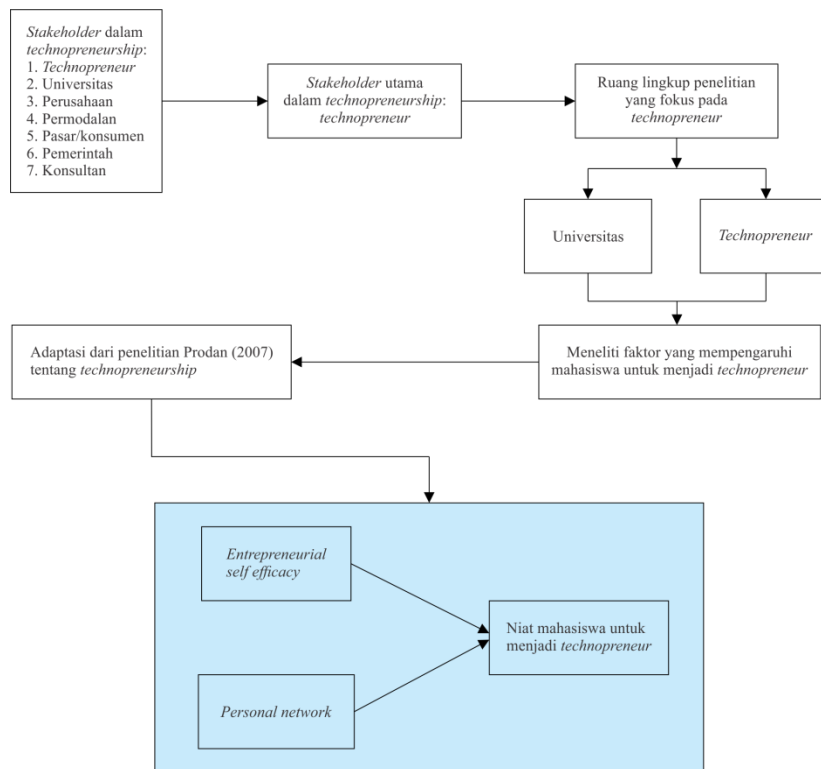 Stakeholder dalam
technopreneurship:
1. Technopreneur
2. Universitas
3. Perusahaan
4. Permodalan
5. Pasar/konsumen
6. Pemerintah
7. Konsultan
Stakeholder utama
dalam technopreneurship:
technopreneur
Ruang lingkup penelitian
yang fokus pada
technopreneur
Universitas
Technopreneur
Meneliti faktor yang mempengaruhi
mahasiswa untuk menjadi technopreneur
Adaptasi dari penelitian Prodan (2007)
tentang technopreneurship
Entrepreneurial
self efficacy
Niat mahasiswa untuk
menjadi technopreneur
Personal network